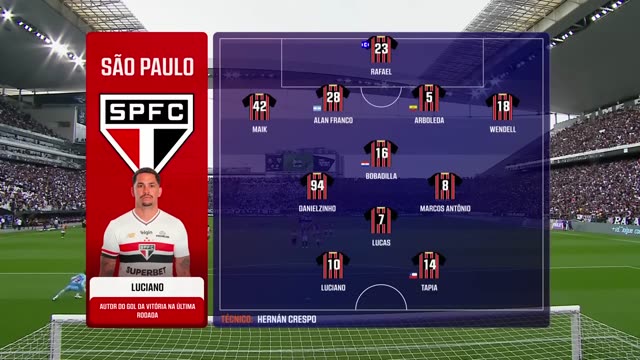 SÃO PAULO
SPFC
SUPERBET
LUCIANO
AUTOR DO GOL DA VITÓRIA NA ÚLTIMA
RODADA
23
RAFAEL
42
MAIK
28
ALAN FRANCO
5
ARBOLEDA
18
WENDELL
16
BOBADILLA
94
DANIELZINHO
8
MARCOS ANTÔNIO
7
LUCAS
10
LUCIANO
14
TAPIA
TÉCNICO: HERNÁN CRESPO